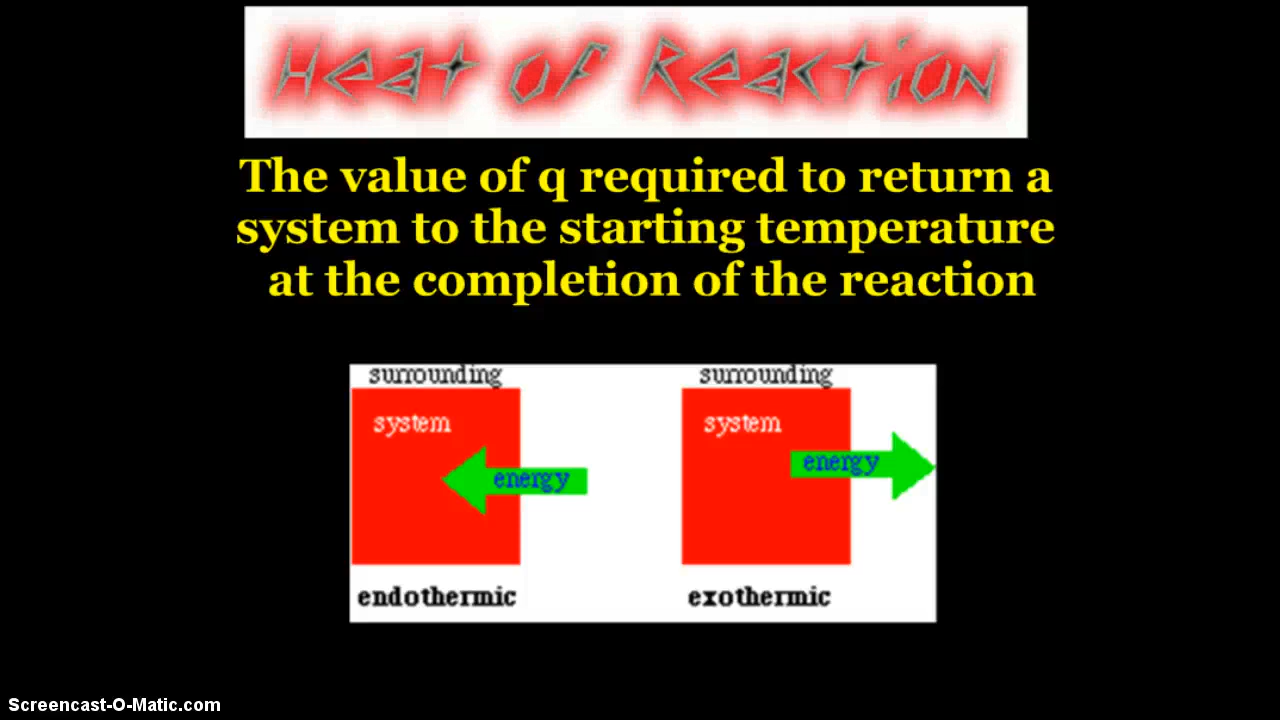 Heat of Reaction
The value of q required to return a
system to the starting temperature
at the completion of the reaction
surrounding
system
energy
endothermic
surrounding
system
energy
exothermic
Screencast-O-Matic.com